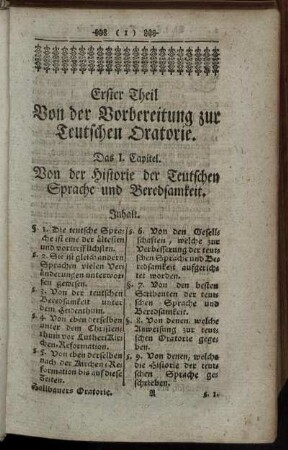 ( 1 )
Erster Theil
Von der Vorbereitung zur
Teutschen Oratorie.
Das I. Capitel.
Von der Historie der Teutschen
Sprache und Beredsamkeit.
Inhalt.
§. 1. Die teutsche Spra-
che ist eine der ältesten
und vortrefflichsten.
§. 2. Sie ist gleich andern
Sprachen vielen Ver-
änderungen unterwor-
fen gewesen.
§. 3. Von der teutschen
Beredsamkeit unter
dem Heidenthum.
§. 4. Von eben derselben
unter dem Christen-
thum vor Lutheri Kir-
chen-Reformation.
§. 5. Von eben derselben
nach der Kirchen-Re-
formation bis auf diese
Zeiten.
§. 6. Von den Gesell-
schaften, welche zur
Verbesserung der teut-
schen Sprache und Be-
redsamkeit aufgerich-
tet worden.
§. 7. Von den besten
Scribenten der teut-
schen Sprache und
Beredsamkeit.
§. 8. Von denen, welche
Anweisung zur teut-
schen Oratorie gege-
ben.
§. 9. Von denen, welche
die Historie der teut-
schen Sprache ge-
schrieben.
Hallbauers Oratorie. A §. 1.